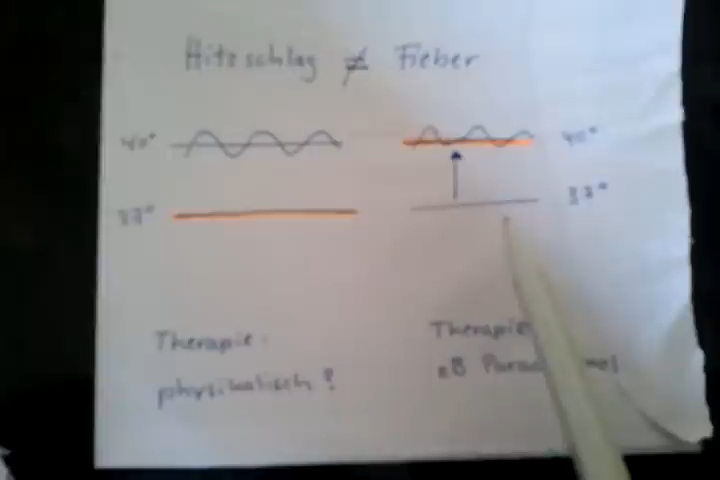 Hitzschlag ≠ Fieber
40° 40°
37° 37°
Therapie:
physikalisch?
Therapie
zB